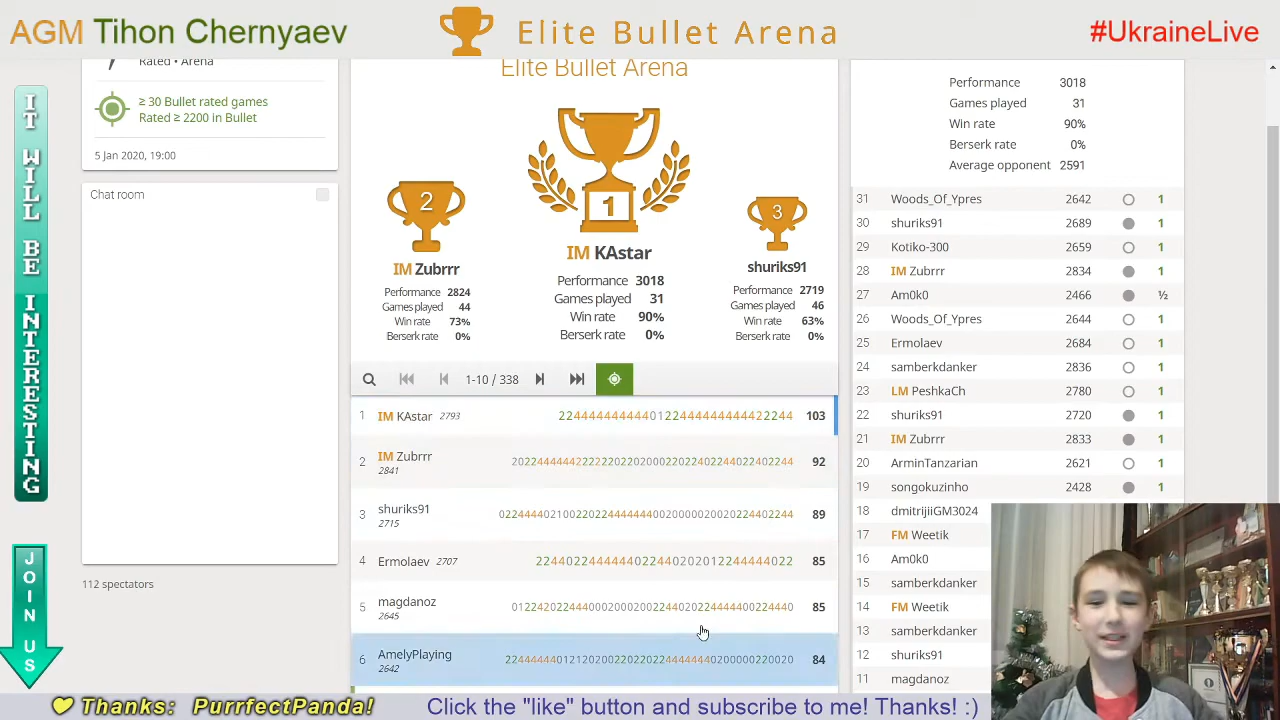 AGM Tihon Chernyaev
Elite Bullet Arena
#UkraineLive
IT WILL BE INTERESTING
JOIN US
Rated • Arena
≥ 30 Bullet rated games
Rated ≥ 2200 in Bullet
5 Jan 2020, 19:00
Chat room
112 spectators
Elite Bullet Arena
2
IM Zubrrr
Performance 2824
Games played 44
Win rate 73%
Berserk rate 0%
1
IM KAstar
Performance 3018
Games played 31
Win rate 90%
Berserk rate 0%
3
shuriks91
Performance 2719
Games played 46
Win rate 63%
Berserk rate 0%
1-10 / 338
1 IM KAstar 2793 103
2 IM Zubrrr 2841 92
3 shuriks91 2715 89
4 Ermolaev 2707 85
5 magdanoz 2645 85
6 AmelyPlaying 2642 84
Performance 3018
Games played 31
Win rate 90%
Berserk rate 0%
Average opponent 2591
31 Woods_Of_Ypres 2642 1
30 shuriks91 2689 1
29 Kotiko-300 2659 1
28 IM Zubrrr 2834 1
27 Am0k0 2466 ½
26 Woods_Of_Ypres 2644 1
25 Ermolaev 2684 1
24 samberkdanker 2836 1
23 LM PeshkaCh 2780 1
22 shuriks91 2720 1
21 IM Zubrrr 2833 1
20 ArminTanzarian 2621 1
19 songokuzinho 2428 1
18 dmitrijiiGM3024
17 FM Weetik
16 Am0k0
15 samberkdanker
14 FM Weetik
13 samberkdanker
12 shuriks91
11 magdanoz
Thanks: PurrfectPanda!
Click the "like" button and subscribe to me! Thanks! :)